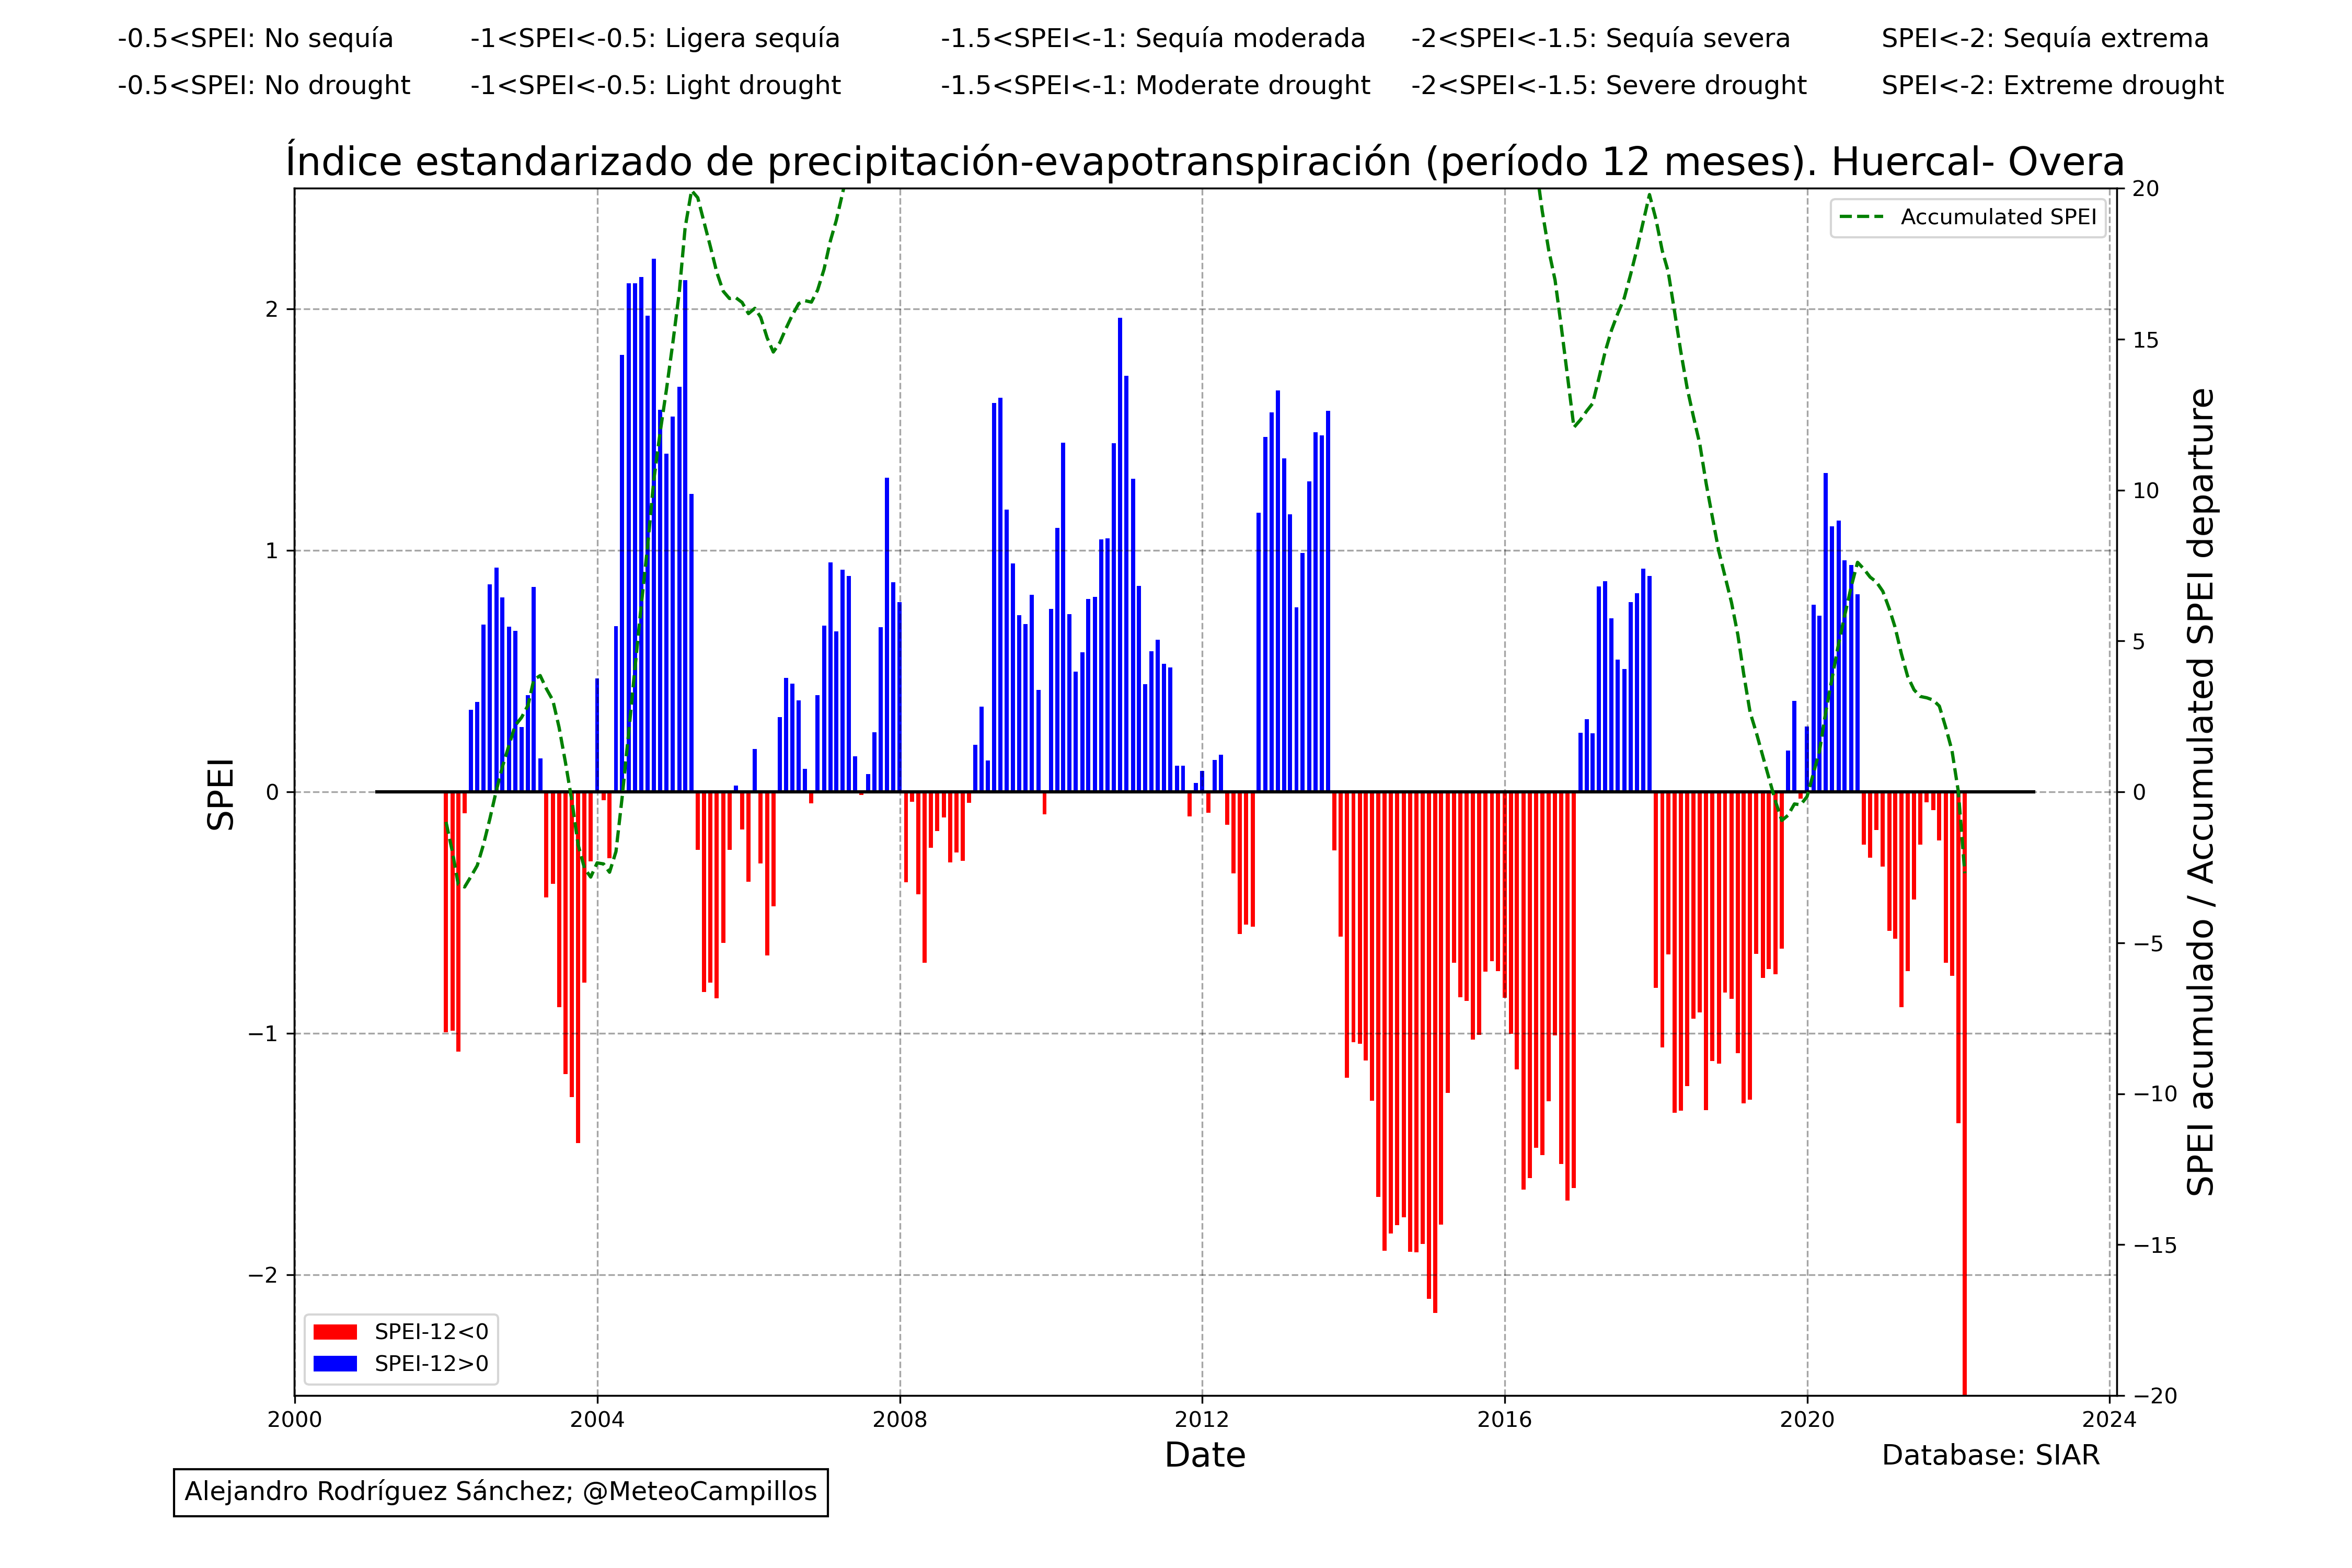 -0.5<SPEI: No sequía
-1<SPEI<-0.5: Ligera sequía
-1.5<SPEI<-1: Sequía moderada
-2<SPEI<-1.5: Sequía severa
SPEI<-2: Sequía extrema
-0.5<SPEI: No drought
-1<SPEI<-0.5: Light drought
-1.5<SPEI<-1: Moderate drought
-2<SPEI<-1.5: Severe drought
SPEI<-2: Extreme drought
Índice estandarizado de precipitación-evapotranspiración (período 12 meses). Huercal- Overa
Accumulated SPEI
SPEI
2
1
0
−1
−2
20
15
10
5
0
−5
−10
−15
−20
SPEI acumulado / Accumulated SPEI departure
SPEI-12<0
SPEI-12>0
2000
2004
2008
2012
2016
2020
2024
Date
Database: SIAR
Alejandro Rodríguez Sánchez; @MeteoCampillos